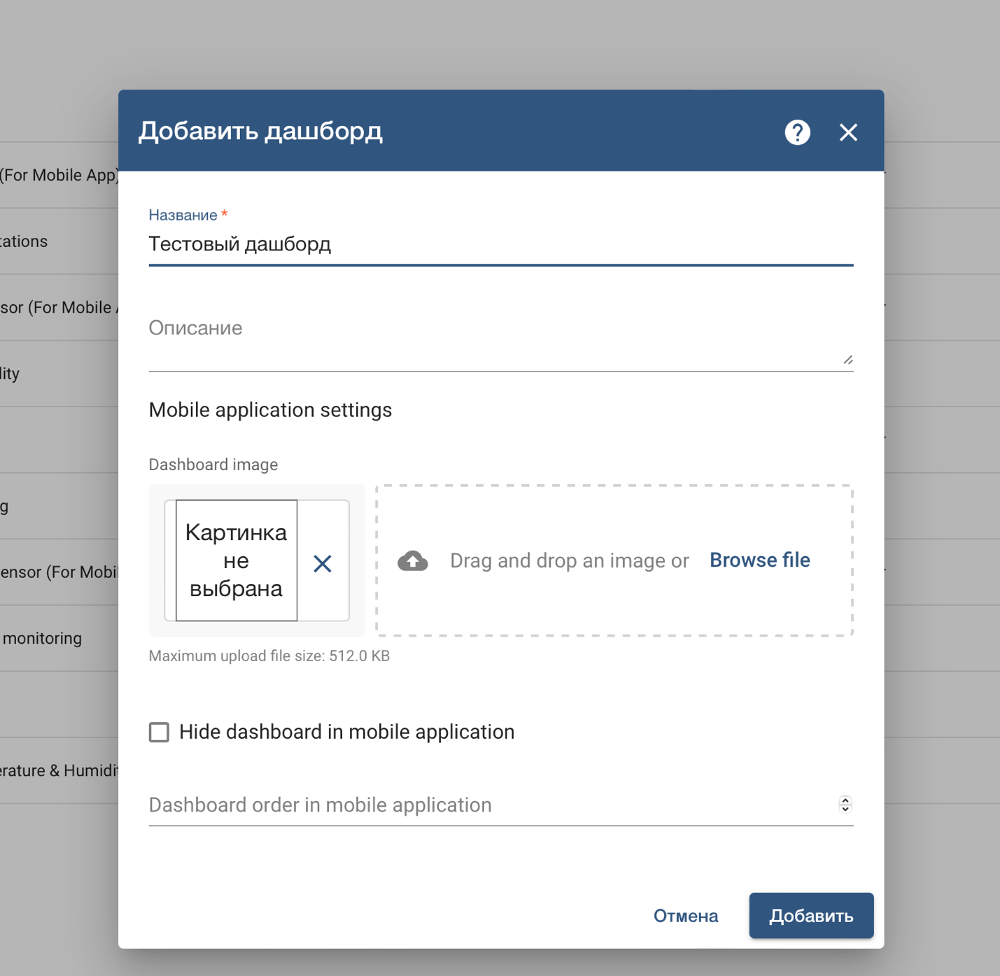 Добавить дашборд
(For Mobile App)
Название *
Тестовый дашборд
tations
sor (For Mobile
Описание
lity
Mobile application settings
Dashboard image
g
Картинка
не
выбрана
Drag and drop an image or Browse file
ensor (For Mobil
monitoring
Maximum upload file size: 512.0 KB
Hide dashboard in mobile application
erature & Humidit
Dashboard order in mobile application
Отмена
Добавить